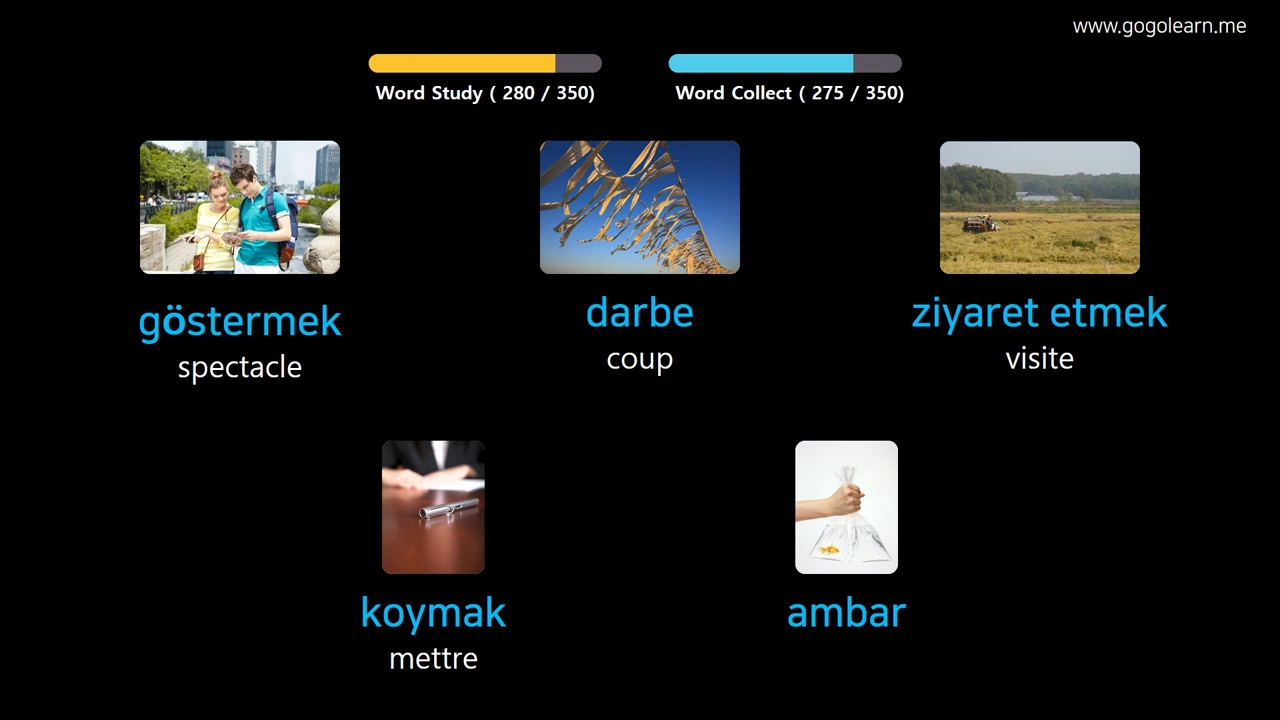 www.gogolearn.me
Word Study ( 280 / 350)
Word Collect ( 275 / 350)
göstermek
spectacle
darbe
coup
ziyaret etmek
visite
koymak
mettre
ambar